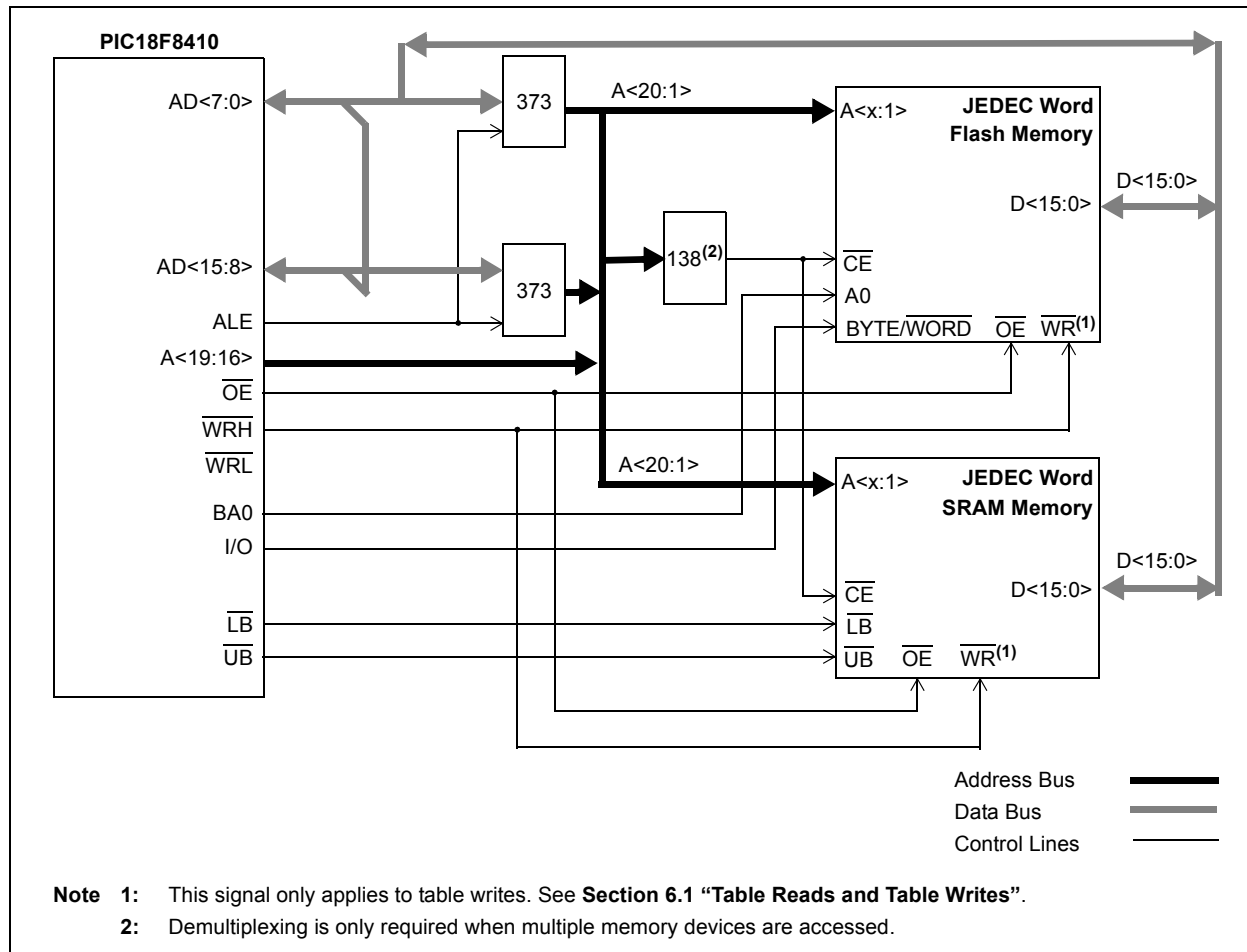 PIC18F8410
AD<7:0>
373
A<20:1>
A<x:1>
JEDEC Word
Flash Memory
D<15:0>
D<15:0>
AD<15:8>
373
138(2)
CE
A0
BYTE/WORD
OE
WR(1)
ALE
A<19:16>
OE
WRH
WRL
BA0
I/O
LB
UB
A<20:1>
A<x:1>
JEDEC Word
SRAM Memory
D<15:0>
D<15:0>
CE
LB
UB
OE
WR(1)
Address Bus
Data Bus
Control Lines
Note 1: This signal only applies to table writes. See Section 6.1 “Table Reads and Table Writes”.
2: Demultiplexing is only required when multiple memory devices are accessed.